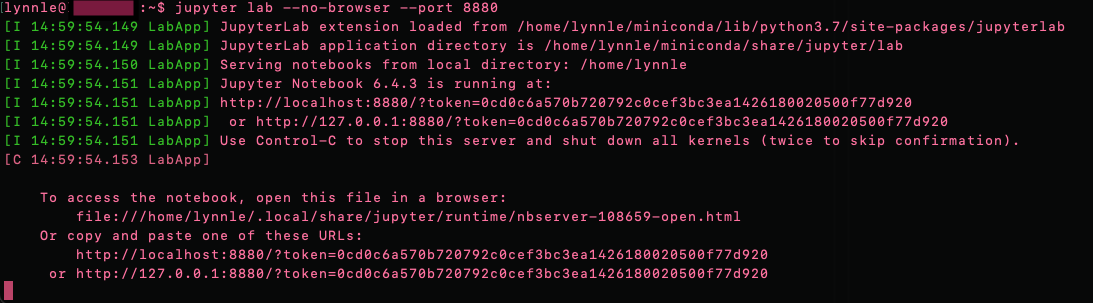 lynnle@ :~$ jupyter lab --no-browser --port 8880
[I 14:59:54.149 LabApp] JupyterLab extension loaded from /home/lynnle/miniconda/lib/python3.7/site-packages/jupyterlab
[I 14:59:54.149 LabApp] JupyterLab application directory is /home/lynnle/miniconda/share/jupyter/lab
[I 14:59:54.150 LabApp] Serving notebooks from local directory: /home/lynnle
[I 14:59:54.151 LabApp] Jupyter Notebook 6.4.3 is running at:
[I 14:59:54.151 LabApp] http://localhost:8880/?token=0cd0c6a570b720792c0cef3bc3ea1426180020500f77d920
[I 14:59:54.151 LabApp]  or http://127.0.0.1:8880/?token=0cd0c6a570b720792c0cef3bc3ea1426180020500f77d920
[I 14:59:54.151 LabApp] Use Control-C to stop this server and shut down all kernels (twice to skip confirmation).
[C 14:59:54.153 LabApp]
To access the notebook, open this file in a browser:
file:///home/lynnle/.local/share/jupyter/runtime/nbserver-108659-open.html
Or copy and paste one of these URLs:
http://localhost:8880/?token=0cd0c6a570b720792c0cef3bc3ea1426180020500f77d920
or http://127.0.0.1:8880/?token=0cd0c6a570b720792c0cef3bc3ea1426180020500f77d920